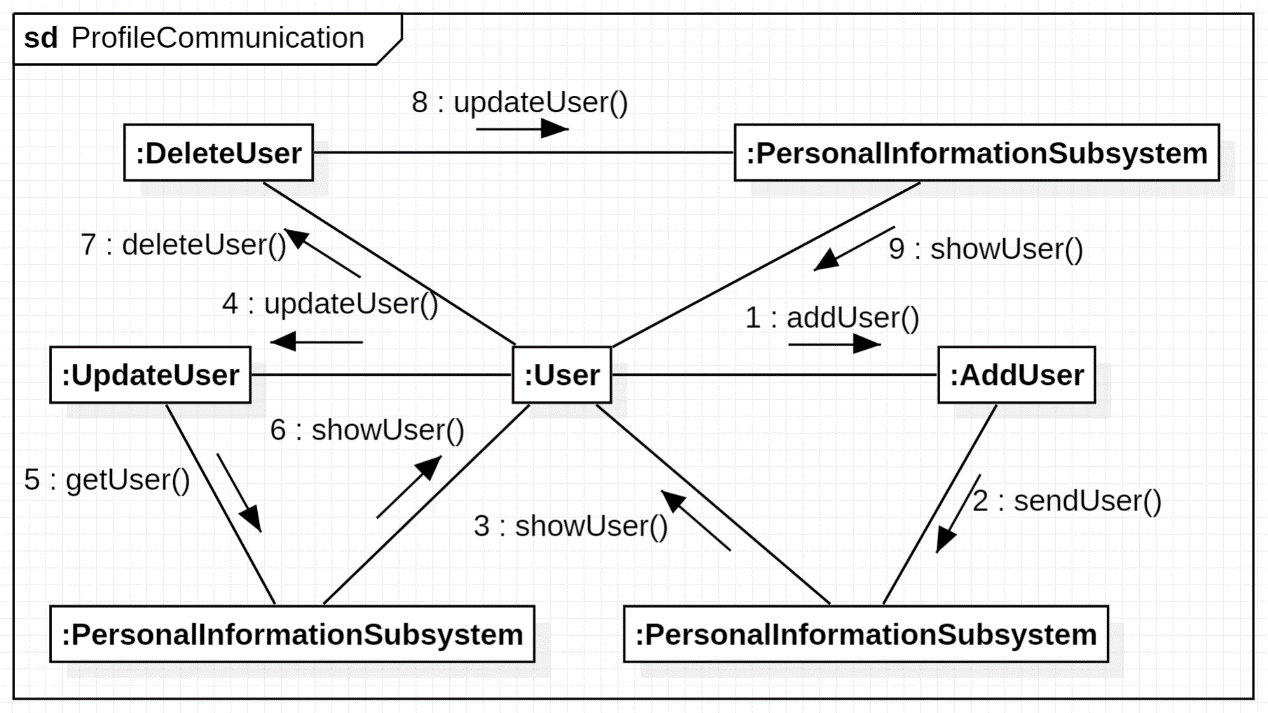 sd ProfileCommunication
8 : updateUser()
:DeleteUser
:PersonalInformationSubsystem
7 : deleteUser()
9 : showUser()
4 : updateUser()
1 : addUser()
:UpdateUser
:User
:AddUser
6 : showUser()
5 : getUser()
2 : sendUser()
3 : showUser()
:PersonalInformationSubsystem
:PersonalInformationSubsystem